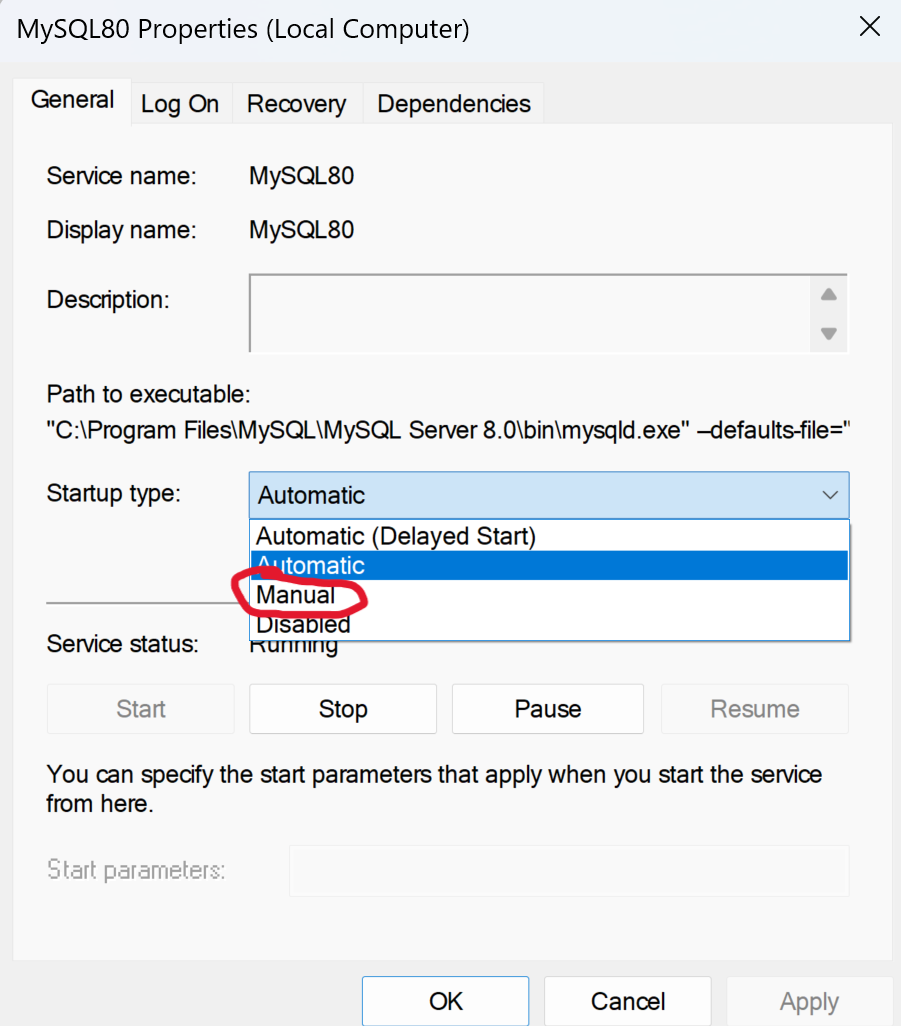 MySQL80 Properties (Local Computer)
General Log On Recovery Dependencies
Service name: MySQL80
Display name: MySQL80
Description:
Path to executable:
"C:\Program Files\MySQL\MySQL Server 8.0\bin\mysqld.exe" --defaults-file="
Startup type: Automatic
Automatic (Delayed Start)
Automatic
Manual
Disabled
Service status: Running
Start Stop Pause Resume
You can specify the start parameters that apply when you start the service
from here.
Start parameters:
OK Cancel Apply